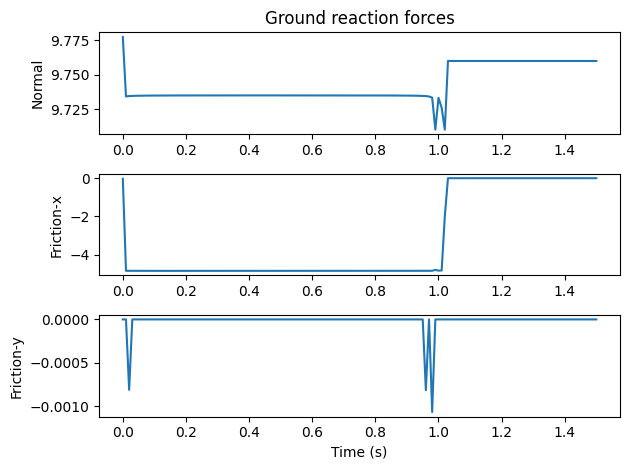 Ground reaction forces
9.775
9.750
9.725
Normal
0.0 0.2 0.4 0.6 0.8 1.0 1.2 1.4
0
−2
−4
Friction-x
0.0 0.2 0.4 0.6 0.8 1.0 1.2 1.4
0.0000
−0.0005
−0.0010
Friction-y
0.0 0.2 0.4 0.6 0.8 1.0 1.2 1.4
Time (s)